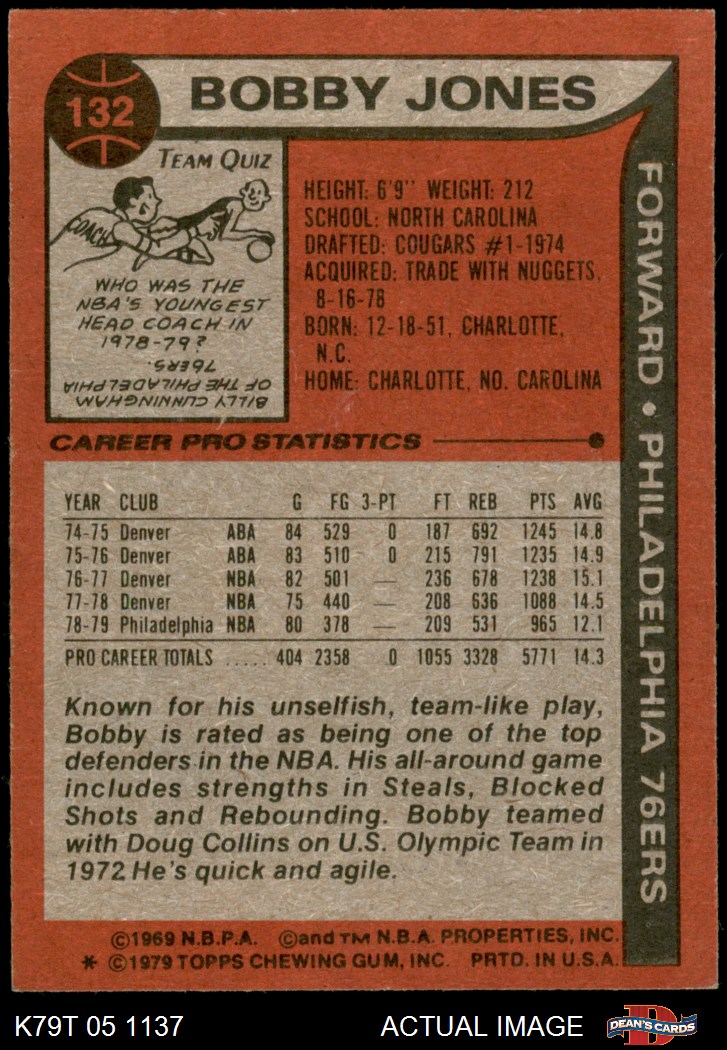 132
BOBBY JONES
TEAM QUIZ
COACH
WHO WAS THE
NBA'S YOUNGEST
HEAD COACH IN
1978-79?
BILLY CUNNINGHAM
OF THE PHILADELPHIA
76ERS.
HEIGHT: 6'9" WEIGHT: 212
SCHOOL: NORTH CAROLINA
DRAFTED: COUGARS #1-1974
ACQUIRED: TRADE WITH NUGGETS,
8-16-78
BORN: 12-18-51, CHARLOTTE,
N.C.
HOME: CHARLOTTE, NO. CAROLINA
FORWARD • PHILADELPHIA 76ERS
CAREER PRO STATISTICS
YEAR CLUB G FG 3-PT FT REB PTS AVG
74-75 Denver ABA 84 529 0 187 692 1245 14.8
75-76 Denver ABA 83 510 0 215 791 1235 14.9
76-77 Denver NBA 82 501 — 236 678 1238 15.1
77-78 Denver NBA 75 440 — 208 636 1088 14.5
78-79 Philadelphia NBA 80 378 — 209 531 965 12.1
PRO CAREER TOTALS ..... 404 2358 0 1055 3328 5771 14.3
Known for his unselfish, team-like play,
Bobby is rated as being one of the top
defenders in the NBA. His all-around game
includes strengths in Steals, Blocked
Shots and Rebounding. Bobby teamed
with Doug Collins on U.S. Olympic Team in
1972 He's quick and agile.
©1969 N.B.P.A. ©and TM N.B.A. PROPERTIES, INC.
* ©1979 TOPPS CHEWING GUM, INC. PRTD. IN U.S.A.
K79T 05 1137 ACTUAL IMAGE DEAN'S CARDS